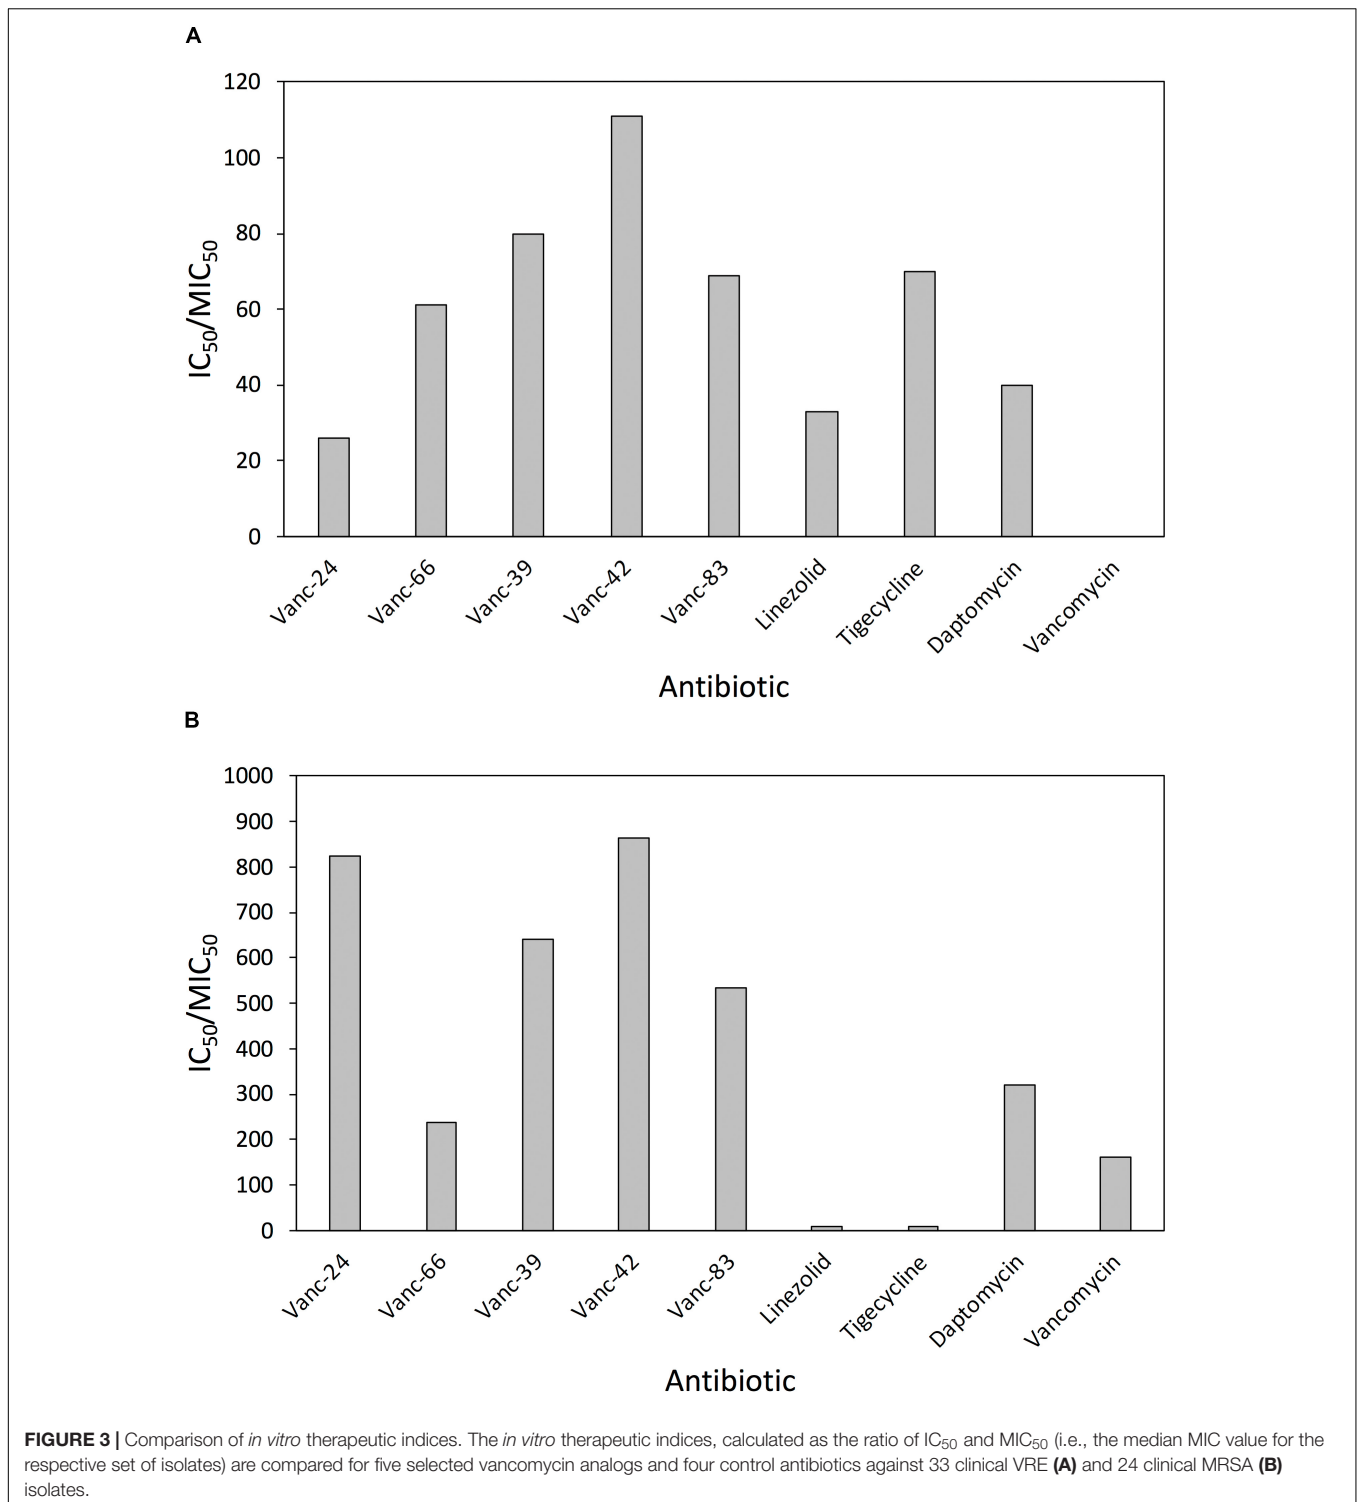 A
120
100
80
60
40
20
0
IC50/MIC50
Vanc-24
Vanc-66
Vanc-39
Vanc-42
Vanc-83
Linezolid
Tigecycline
Daptomycin
Vancomycin
Antibiotic
B
1000
900
800
700
600
500
400
300
200
100
0
IC50/MIC50
Vanc-24
Vanc-66
Vanc-39
Vanc-42
Vanc-83
Linezolid
Tigecycline
Daptomycin
Vancomycin
Antibiotic
FIGURE 3 | Comparison of in vitro therapeutic indices. The in vitro therapeutic indices, calculated as the ratio of IC50 and MIC50 (i.e., the median MIC value for the
respective set of isolates) are compared for five selected vancomycin analogs and four control antibiotics against 33 clinical VRE (A) and 24 clinical MRSA (B)
isolates.